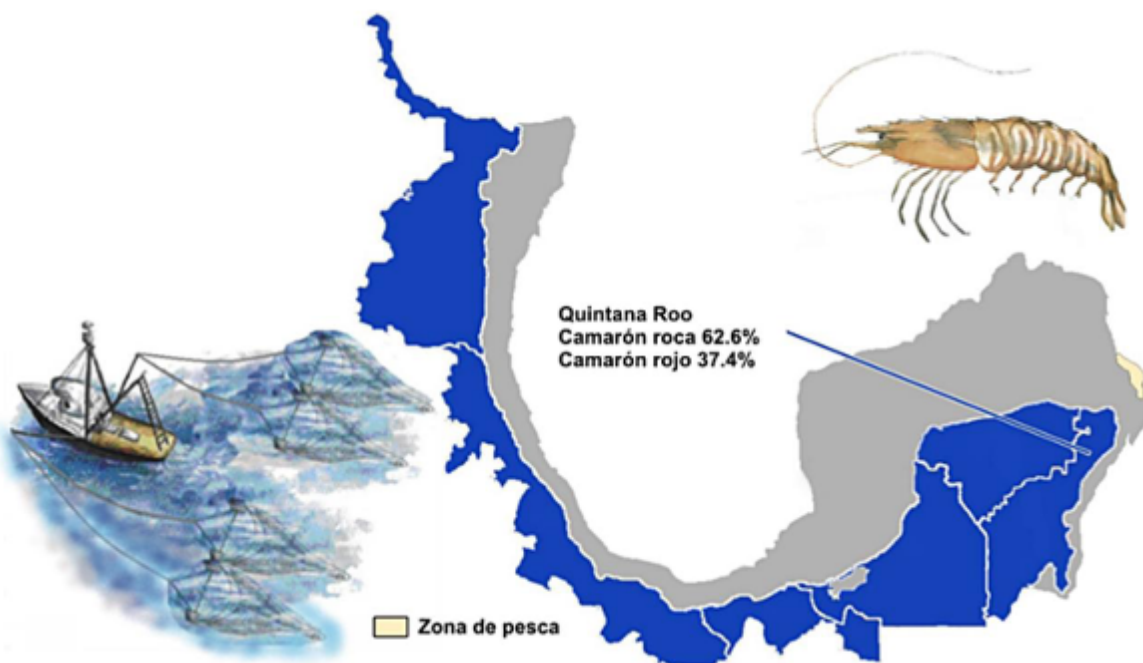 Quintana Roo
Camarón roca 62.6%
Camarón rojo 37.4%
Zona de pesca